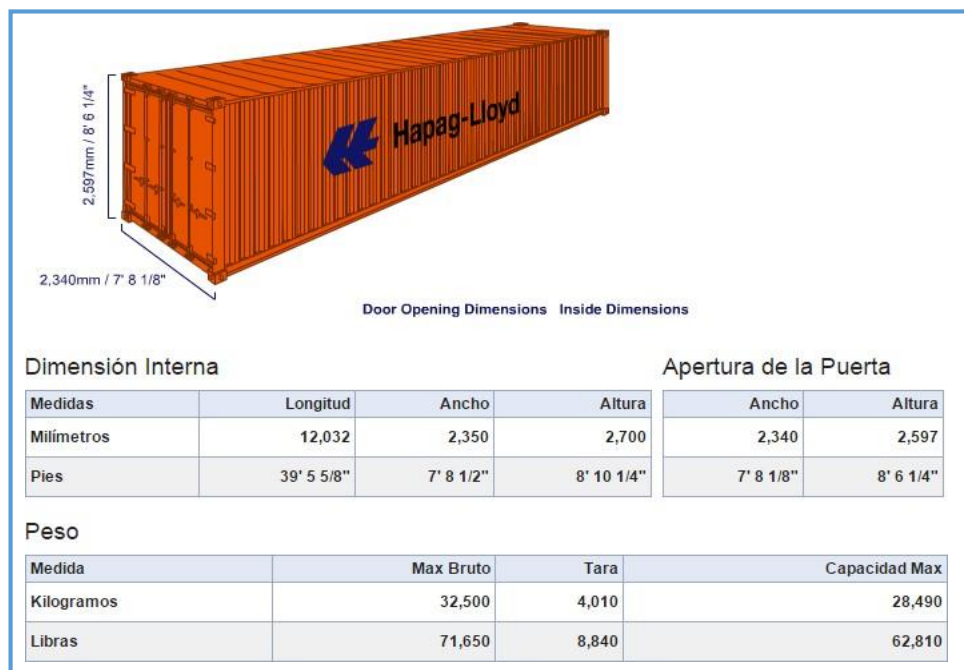 2,597mm / 8' 6 1/4"
Hapag-Lloyd
2,340mm / 7' 8 1/8"
Door Opening Dimensions Inside Dimensions
Dimensión Interna
Medidas Longitud Ancho Altura
Milímetros 12,032 2,350 2,700
Pies 39' 5 5/8" 7' 8 1/2" 8' 10 1/4"
Apertura de la Puerta
Ancho Altura
2,340 2,597
7' 8 1/8" 8' 6 1/4"
Peso
Medida Max Bruto Tara Capacidad Max
Kilogramos 32,500 4,010 28,490
Libras 71,650 8,840 62,810